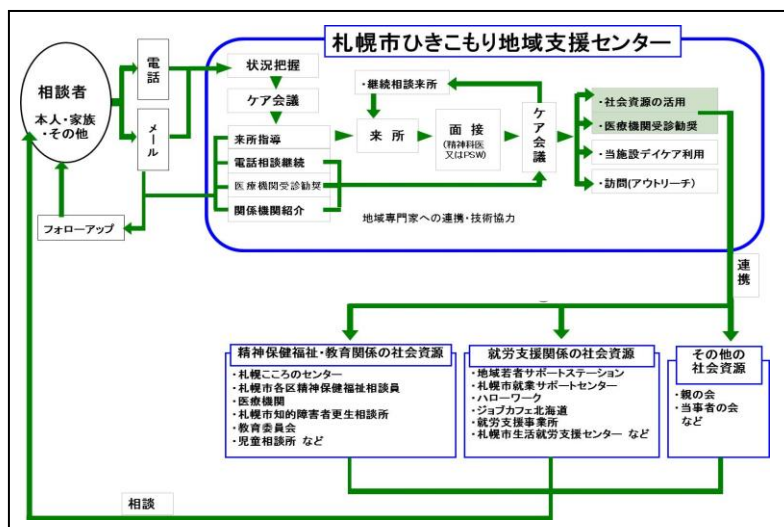 札幌市ひきこもり地域支援センター
相談者
本人・家族
・その他
電話
メール
フォローアップ
状況把握
ケア会議
来所指導
電話相談継続
医療機関受診勧奨
関係機関紹介
・継続相談来所
来 所
面 接
(精神科医
又はPSW)
ケア会議
・社会資源の活用
・医療機関受診勧奨
・当施設デイケア利用
・訪問(アウトリーチ)
地域専門家への連携・技術協力
連携
精神保健福祉・教育関係の社会資源
・札幌こころのセンター
・札幌市各区精神保健福祉相談員
・医療機関
・札幌市知的障害者更生相談所
・教育委員会
・児童相談所 など
就労支援関係の社会資源
・地域若者サポートステーション
・札幌市就業サポートセンター
・ハローワーク
・ジョブカフェ北海道
・就労支援事業所
・札幌市生活就労支援センター など
その他の
社会資源
・親の会
・当事者の会
など
相談